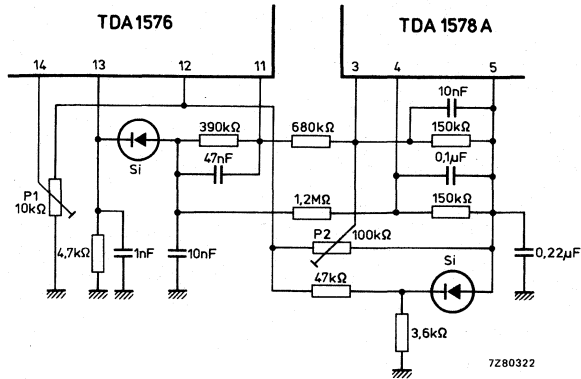 TDA 1576
TDA 1578 A
14
13
12
11
3
4
5
10nF
390kΩ
680kΩ
150kΩ
Si
47nF
0,1µF
P1
10kΩ
1,2MΩ
150kΩ
P2
100kΩ
4,7kΩ
1nF
10nF
Si
0,22µF
47kΩ
3,6kΩ
7Z80322